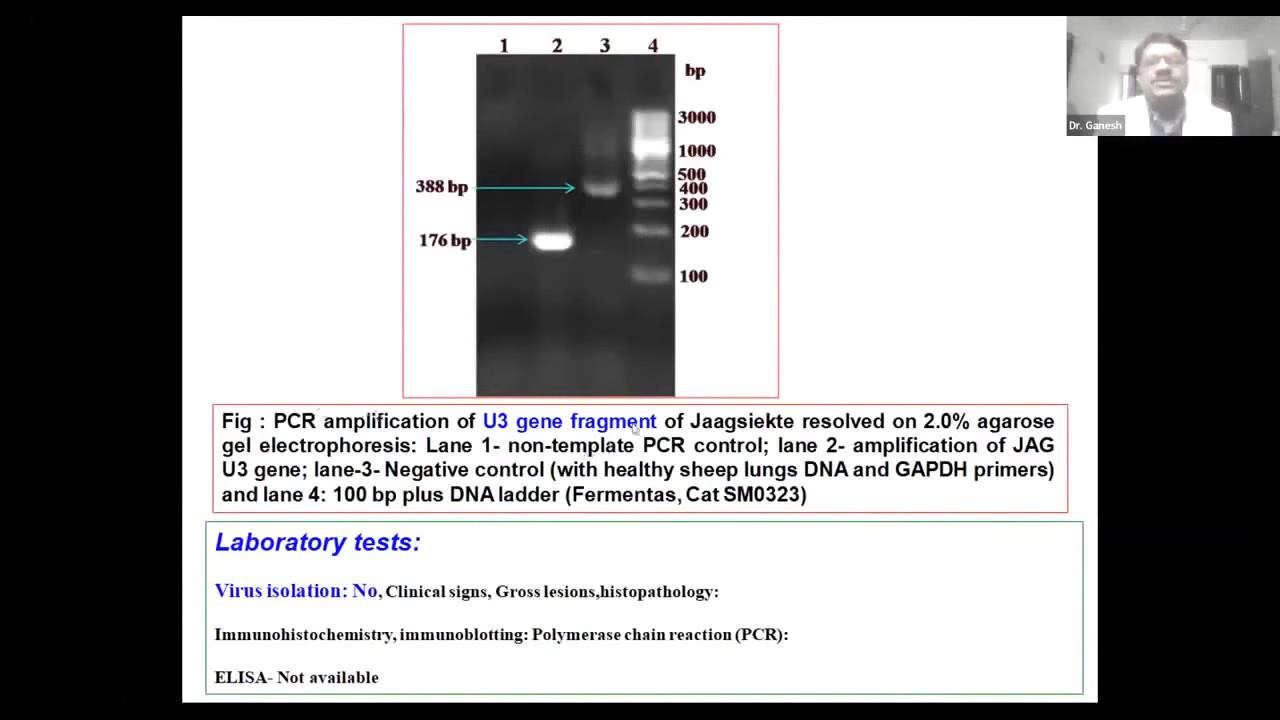 1 2 3 4
bp
3000
1000
500
400
300
200
100
388 bp
176 bp
Dr. Ganesh
Fig : PCR amplification of U3 gene fragment of Jaagsiekte resolved on 2.0% agarose
gel electrophoresis: Lane 1- non-template PCR control; lane 2- amplification of JAG
U3 gene; lane-3- Negative control (with healthy sheep lungs DNA and GAPDH primers)
and lane 4: 100 bp plus DNA ladder (Fermentas, Cat SM0323)
Laboratory tests:
Virus isolation: No, Clinical signs, Gross lesions,histopathology:
Immunohistochemistry, immunoblotting: Polymerase chain reaction (PCR):
ELISA- Not available